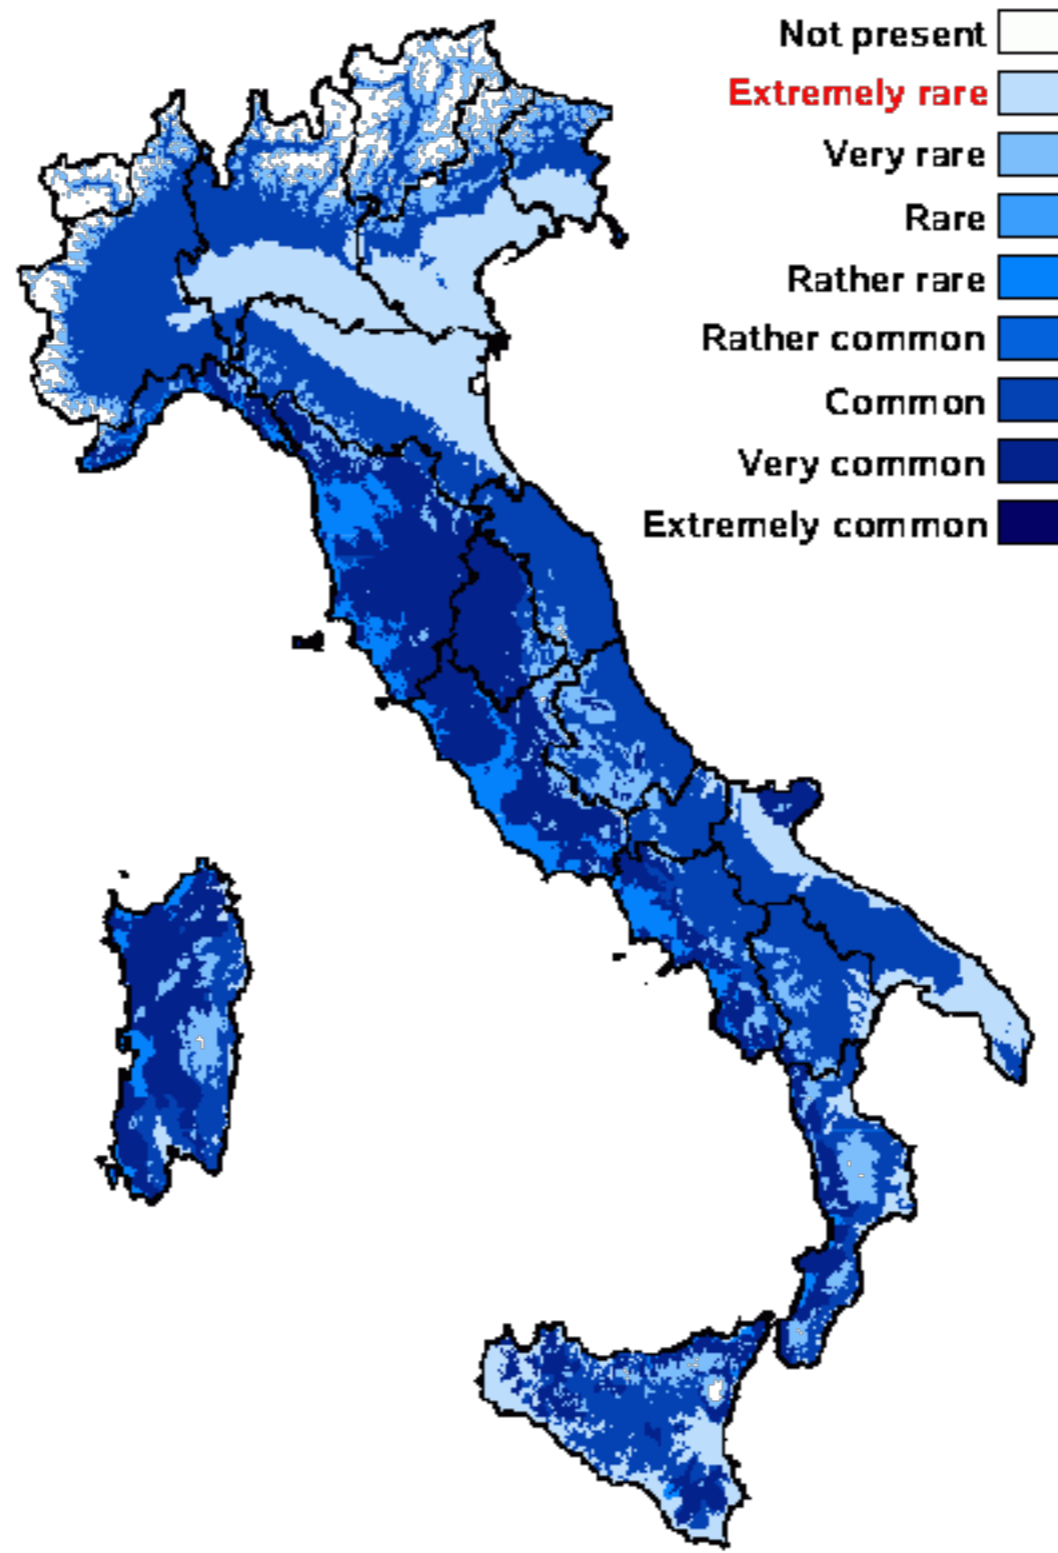 Not present
Extremely rare
Very rare
Rare
Rather rare
Rather common
Common
Very common
Extremely common